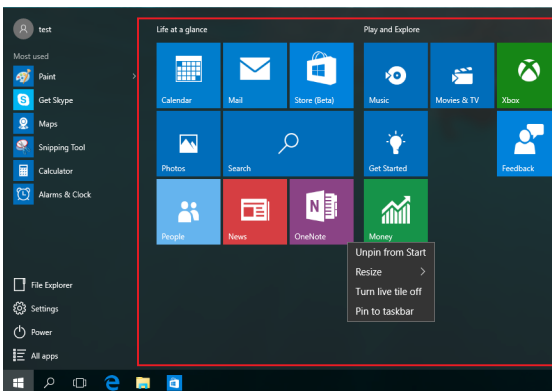 test
Most used
Paint
Get Skype
Maps
Snipping Tool
Calculator
Alarms & Clock
File Explorer
Settings
Power
All apps
Life at a glance
Calendar
Mail
Store (Beta)
Photos
Search
People
News
OneNote
Play and Explore
Music
Movies & TV
Xbox
Get Started
Feedback
Money
Unpin from Start
Resize
Turn live tile off
Pin to taskbar